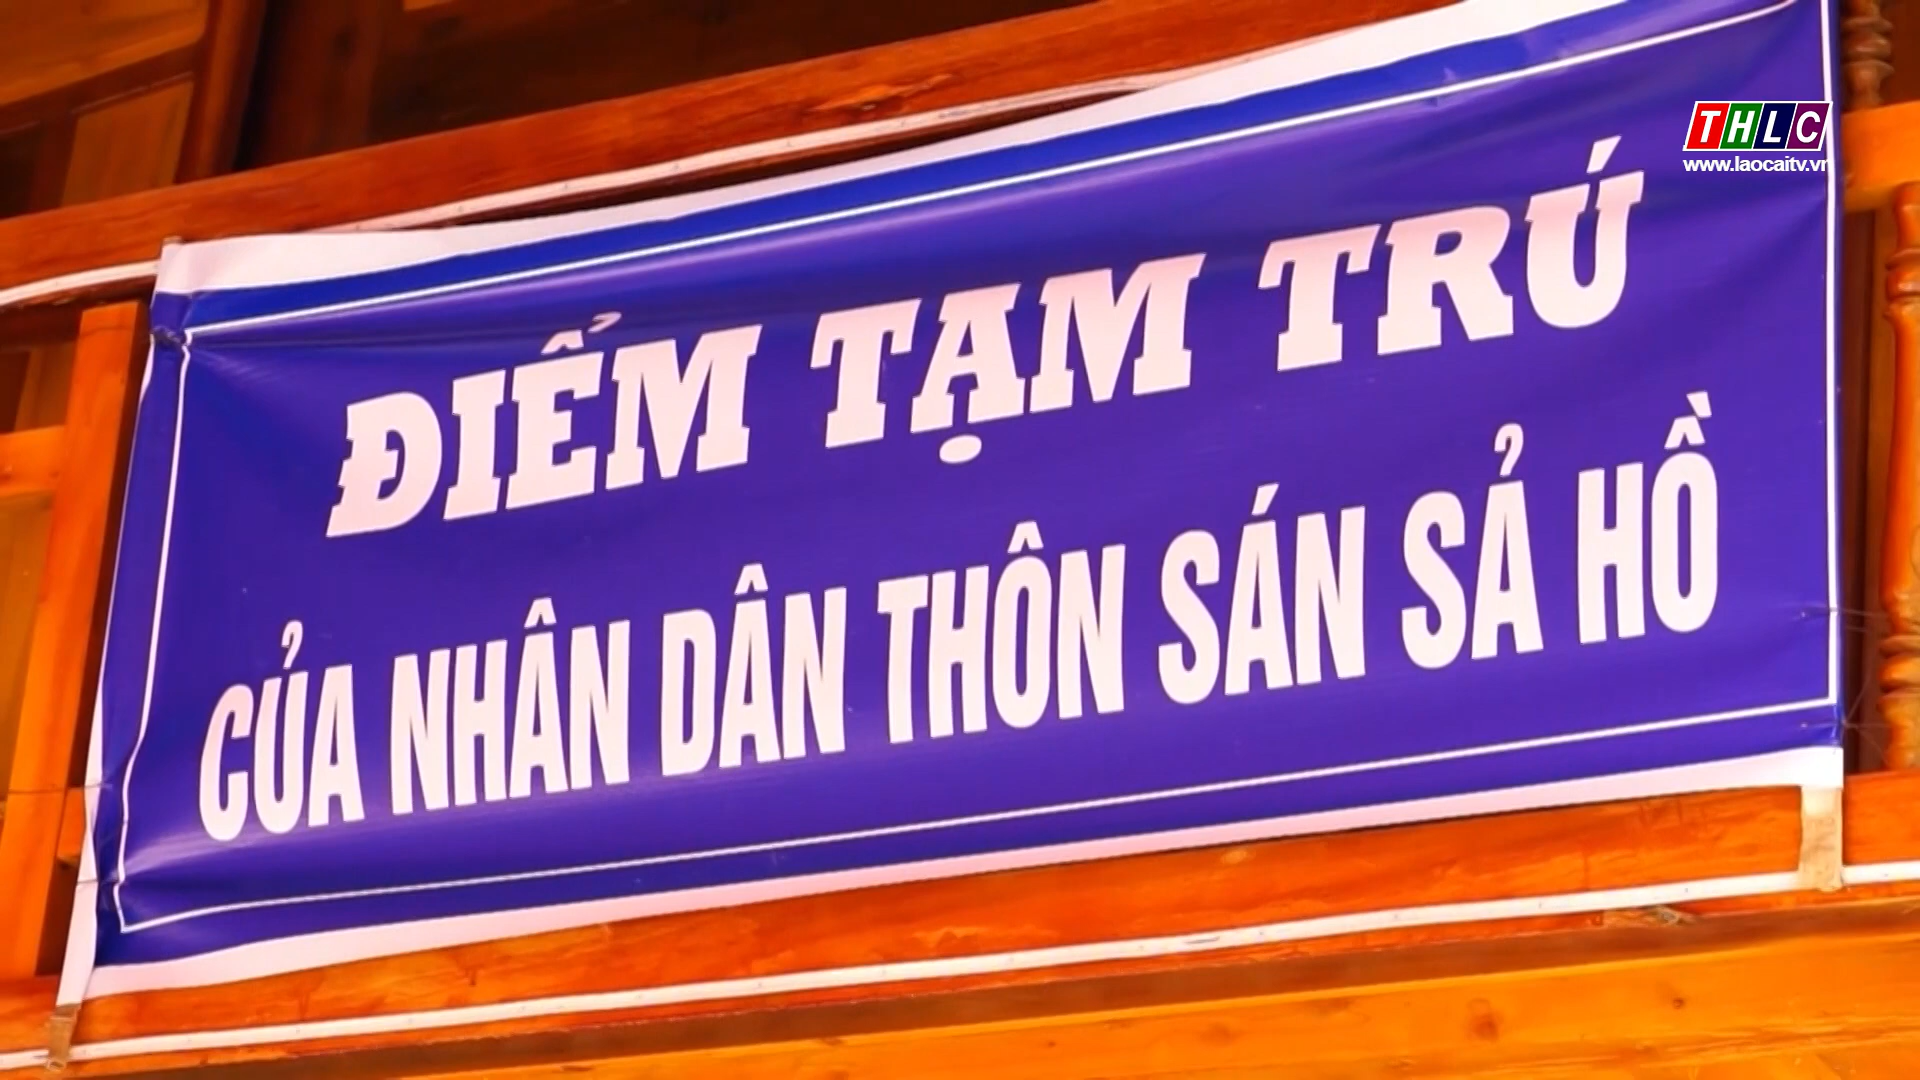 THLC
www.laocaitv.vn
ĐIỂM TẠM TRÚ
CỦA NHÂN DÂN THÔN SÁN SẢ HỒ